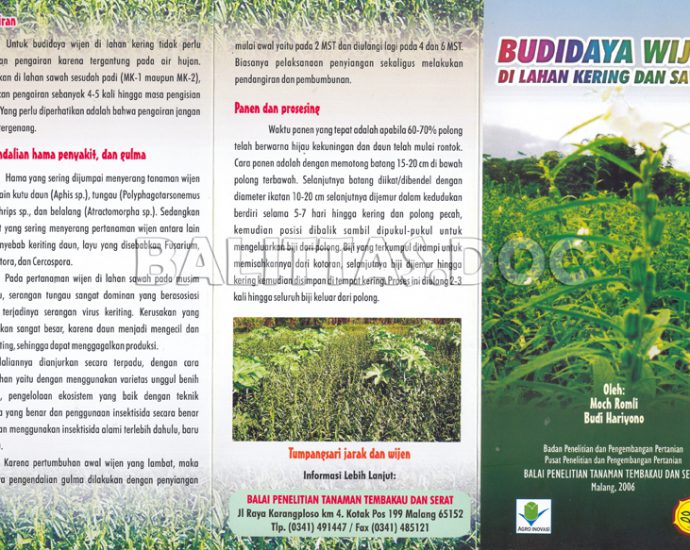 iran
Untuk budidaya wijen di lahan kering tidak perlu
an pengairan karena tergantung pada air hujan.
kan di lahan sawah sesudah padi (MK-1 maupun MK-2),
kan pengairan sebanyak 4-5 kali hingga masa pengisian
Yang perlu diperhatikan adalah bahwa pengairan jangan
tergenang.
ndalian hama penyakit, dan gulma
Hama yang sering dijumpai menyerang tanaman wijen
ain kutu daun (Aphis sp.), tungau (Polyphagotarsonemus
hrips sp., dan belalang (Atractomorpha sp.). Sedangkan
t yang sering menyerang pertanaman wijen antara lain
nyebab keriting daun, layu yang disebabkan Fusarium,
tora, dan Cercospora.
Pada pertanaman wijen di lahan sawah pada musim
u, serangan tungau sangat dominan yang berasosiasi
terjadinya serangan virus keriting. Kerusakan yang
lkan sangat besar, karena daun menjadi mengecil dan
ting, sehingga dapat menggagalkan produksi.
daliannya dianjurkan secara terpadu, dengan cara
han yaitu dengan menggunakan varietas unggul benih
, pengelolaan ekosistem yang baik dengan teknik
a yang benar dan penggunaan insektisida secara benar
an menggunakan insektisida alami terlebih dahulu, baru
.
Karena pertumbuhan awal wijen yang lambat, maka
ra pengendalian gulma dilakukan dengan penyiangan
mulai awal yaitu pada 2 MST dan diulangi lagi pada 4 dan 6 MST.
Biasanya pelaksanaan penyiangan sekaligus melakukan
pendangiran dan pembumbunan.
Panen dan prosesing
Waktu panen yang tepat adalah apabila 60-70% polong
telah berwarna hijau kekuningan dan daun telah mulai rontok.
Cara panen adalah dengan memotong batang 15-20 cm di bawah
polong terbawah. Selanjutnya batang diikat/dibendel dengan
diameter ikatan 10-20 cm selanjutnya dijemur dalam kedudukan
berdiri selama 5-7 hari hingga kering dan polong pecah,
kemudian posisi dibalik sambil dipukul-pukul untuk
mengeluarkan biji dari polong. Biji yang terkumpul ditampi untuk
memisahkannya dari kotoran, selanjutnya biji dijemur hingga
kering kemudian disimpan di tempat kering. Proses ini diulang 2-3
kali hingga seluruh biji keluar dari polong.
Tumpangsari jarak dan wijen
Informasi Lebih Lanjut:
BALAI PENELITIAN TANAMAN TEMBAKAU DAN SERAT
Jl Raya Karangploso km 4. Kotak Pos 199 Malang 65152
Tlp. (0341) 491447 / Fax (0341) 485121
BUDIDAYA WIJ
DI LAHAN KERING DAN SA
Oleh:
Moch Romli
Budi Hariyono
Badan Penelitian dan Pengembangan Pertanian
Pusat Penelitian dan Pengembangan Pertanian
BALAI PENELITIAN TANAMAN TEMBAKAU DAN SE
Malang, 2006
AGRO INOVASI
BALITTAS.DOC